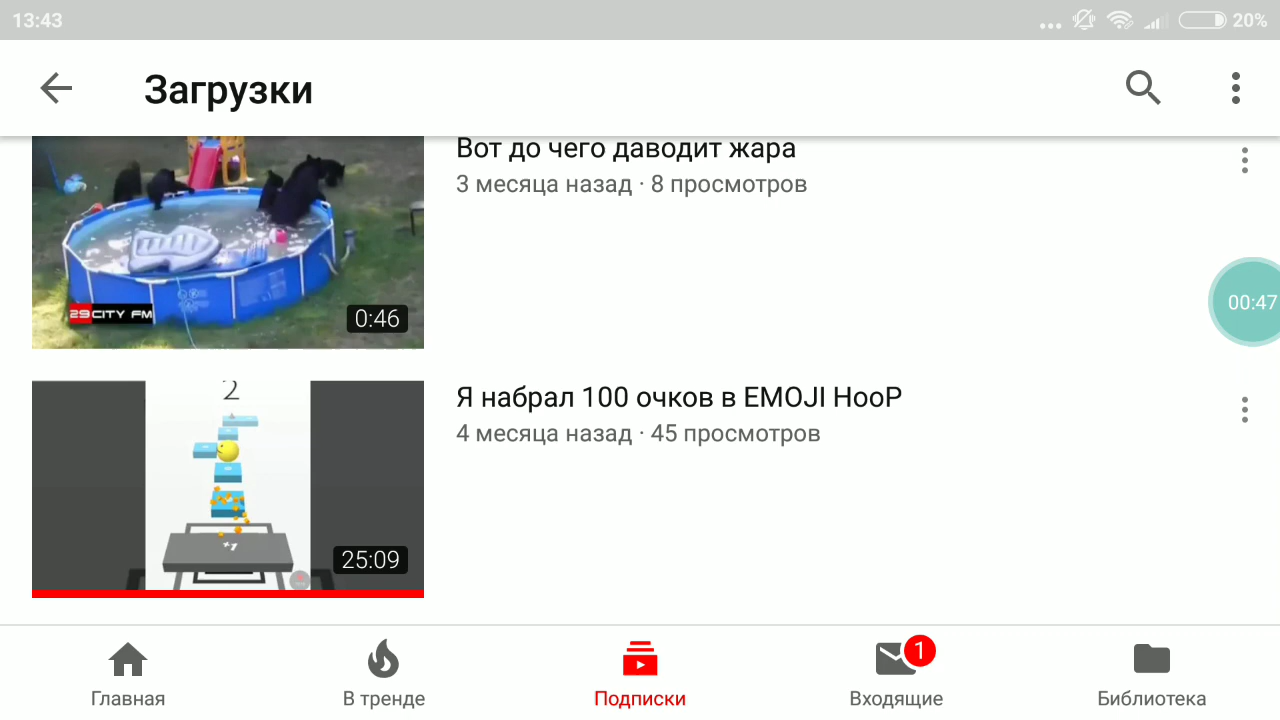 13:43
20%
Загрузки
Вот до чего даводит жара
3 месяца назад · 8 просмотров
29CITY FM
0:46
00:47
2
Я набрал 100 очков в EMOJI HooP
4 месяца назад · 45 просмотров
+1
25:09
1
Главная
В тренде
Подписки
Входящие
Библиотека